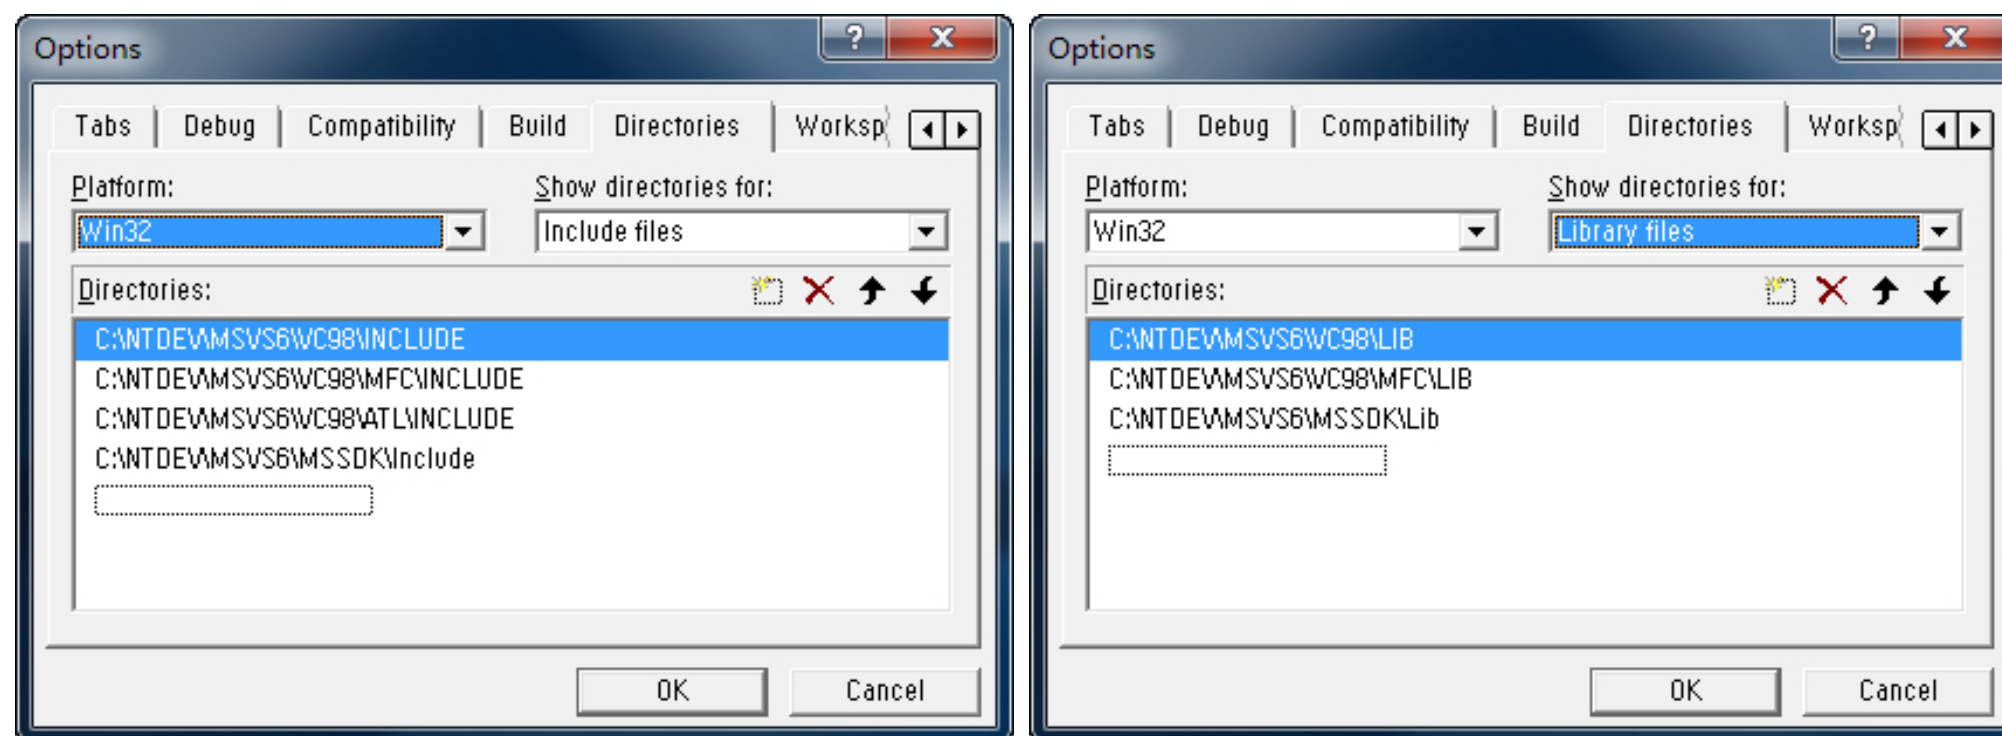 Options
?
X
Tabs Debug Compatibility Build Directories Worksp
Platform:
Show directories for:
Win32
Include files
Directories:
C:\NTDEV\MSVS6\VC98\INCLUDE
C:\NTDEV\MSVS6\VC98\MFC\INCLUDE
C:\NTDEV\MSVS6\VC98\ATL\INCLUDE
C:\NTDEV\MSVS6\MSSDK\Include
OK
Cancel
Options
?
X
Tabs Debug Compatibility Build Directories Worksp
Platform:
Show directories for:
Win32
Library files
Directories:
C:\NTDEV\MSVS6\VC98\LIB
C:\NTDEV\MSVS6\VC98\MFC\LIB
C:\NTDEV\MSVS6\MSSDK\Lib
OK
Cancel